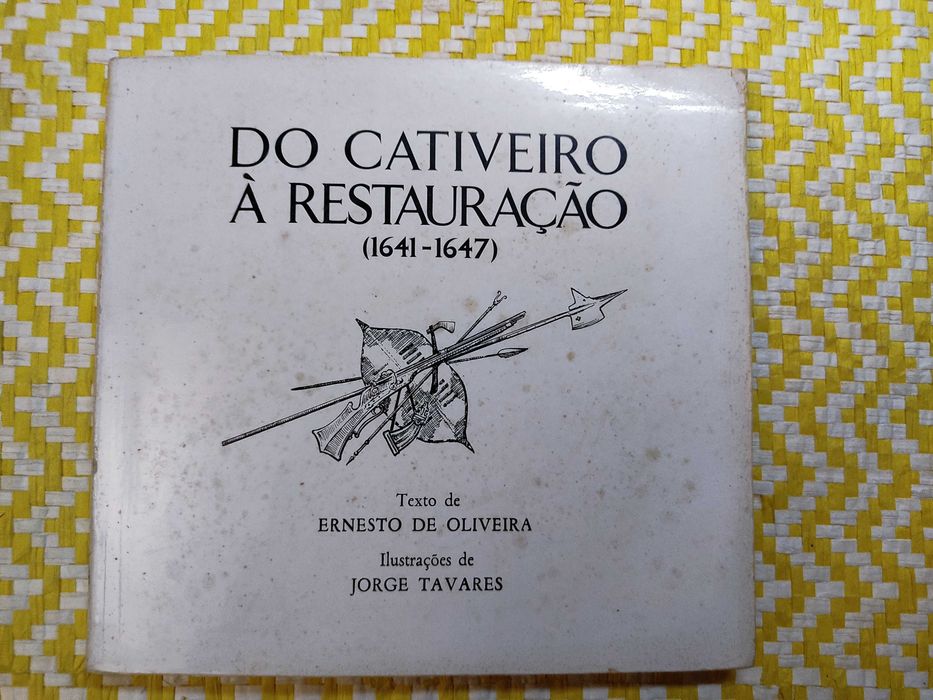 DO CATIVEIRO
À RESTAURAÇÃO
(1641-1647)
Texto de
ERNESTO DE OLIVEIRA
Ilustrações de
JORGE TAVARES